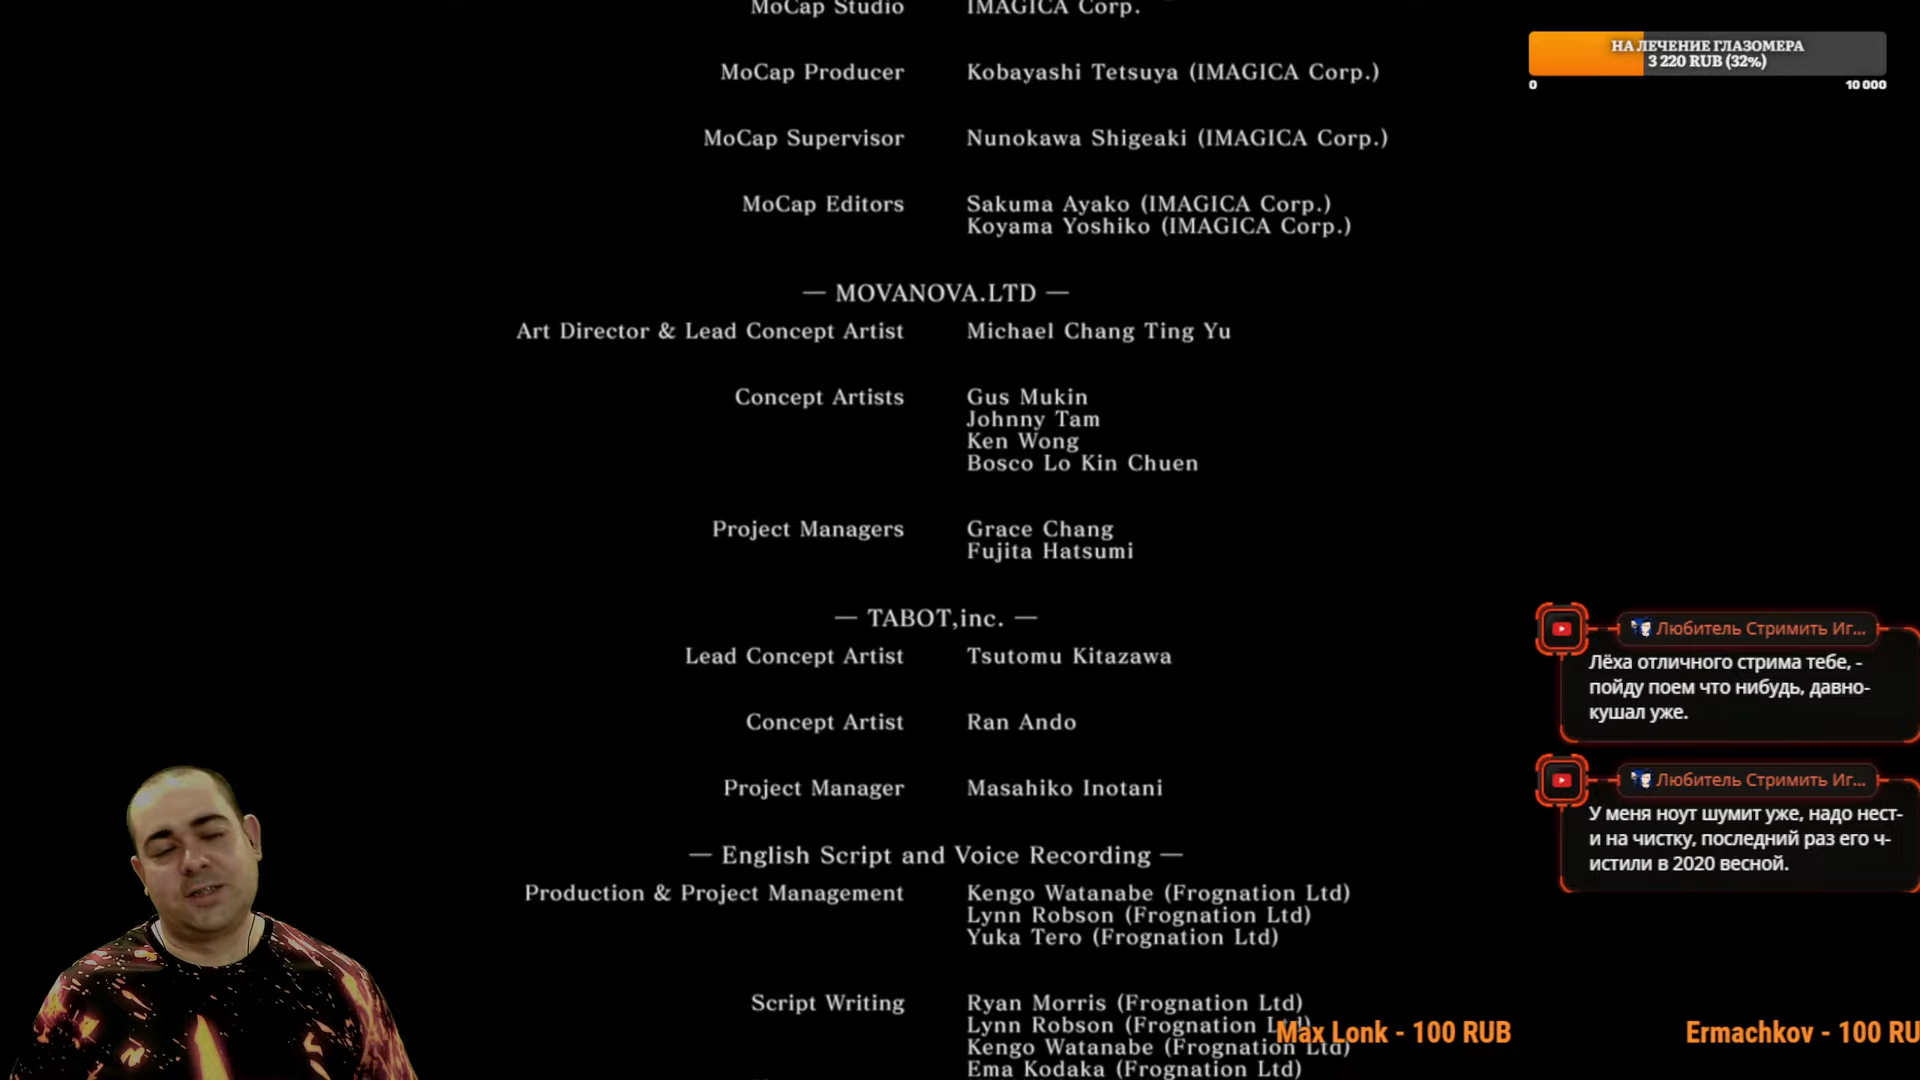 MoCap Studio IMAGICA Corp.
MoCap Producer Kobayashi Tetsuya (IMAGICA Corp.)
MoCap Supervisor Nunokawa Shigeaki (IMAGICA Corp.)
MoCap Editors Sakuma Ayako (IMAGICA Corp.)
Koyama Yoshiko (IMAGICA Corp.)
— MOVANOVA.LTD —
Art Director & Lead Concept Artist Michael Chang Ting Yu
Concept Artists Gus Mukin
Johnny Tam
Ken Wong
Bosco Lo Kin Chuen
Project Managers Grace Chang
Fujita Hatsumi
— TABOT,inc. —
Lead Concept Artist Tsutomu Kitazawa
Concept Artist Ran Ando
Project Manager Masahiko Inotani
— English Script and Voice Recording —
Production & Project Management Kengo Watanabe (Frognation Ltd)
Lynn Robson (Frognation Ltd)
Yuka Tero (Frognation Ltd)
Script Writing Ryan Morris (Frognation Ltd)
Lynn Robson (Frognation Ltd)
Kengo Watanabe (Frognation Ltd)
Ema Kodaka (Frognation Ltd)
НА ЛЕЧЕНИЕ ГЛАЗОМЕРА
3 220 RUB (32%)
0 10 000
Любитель Стримить Иг...
Лёха отличного стрима тебе, -
пойду поем что нибудь, давно-
кушал уже.
Любитель Стримить Иг...
У меня ноут шумит уже, надо нест-
и на чистку, последний раз его ч-
истили в 2020 весной.
Max Lonk - 100 RUB Ermachkov - 100 RU